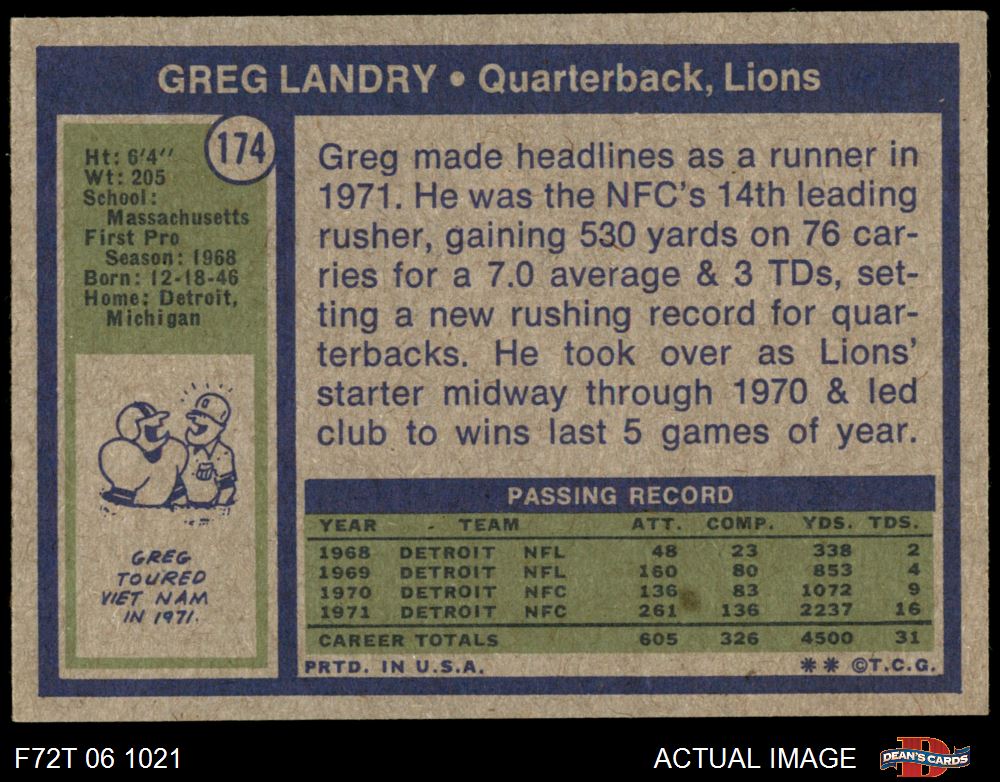 GREG LANDRY • Quarterback, Lions
174
Ht: 6'4''
Wt: 205
School:
Massachusetts
First Pro
Season: 1968
Born: 12-18-46
Home: Detroit,
Michigan
GREG
TOURED
VIET NAM
IN 1971.
Greg made headlines as a runner in
1971. He was the NFC's 14th leading
rusher, gaining 530 yards on 76 car-
ries for a 7.0 average & 3 TDs, set-
ting a new rushing record for quar-
terbacks. He took over as Lions'
starter midway through 1970 & led
club to wins last 5 games of year.
PASSING RECORD
YEAR - TEAM ATT. COMP. YDS. TDS.
1968 DETROIT NFL 48 23 338 2
1969 DETROIT NFL 160 80 853 4
1970 DETROIT NFC 136 83 1072 9
1971 DETROIT NFC 261 136 2237 16
CAREER TOTALS 605 326 4500 31
PRTD. IN U.S.A. ** ©T.C.G.
F72T 06 1021 ACTUAL IMAGE DEAN'S CARDS